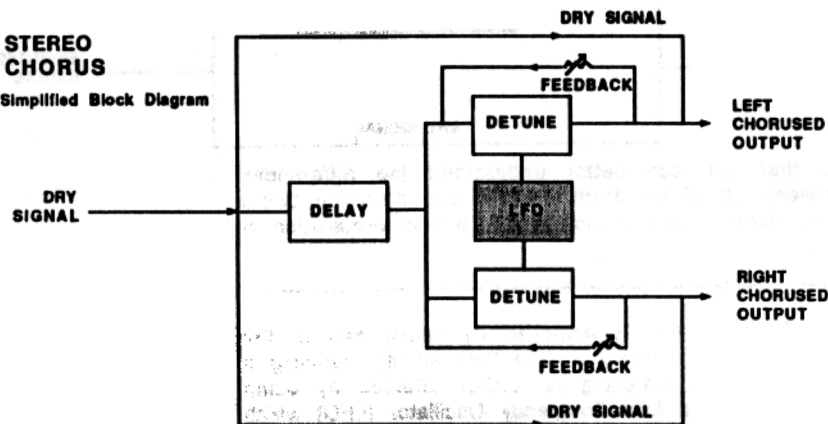 DRY SIGNAL
STEREO
CHORUS
Simplified Block Diagram
FEEDBACK
DETUNE
LEFT
CHORUSED
OUTPUT
DRY
SIGNAL
DELAY
LFO
DETUNE
RIGHT
CHORUSED
OUTPUT
FEEDBACK
DRY SIGNAL